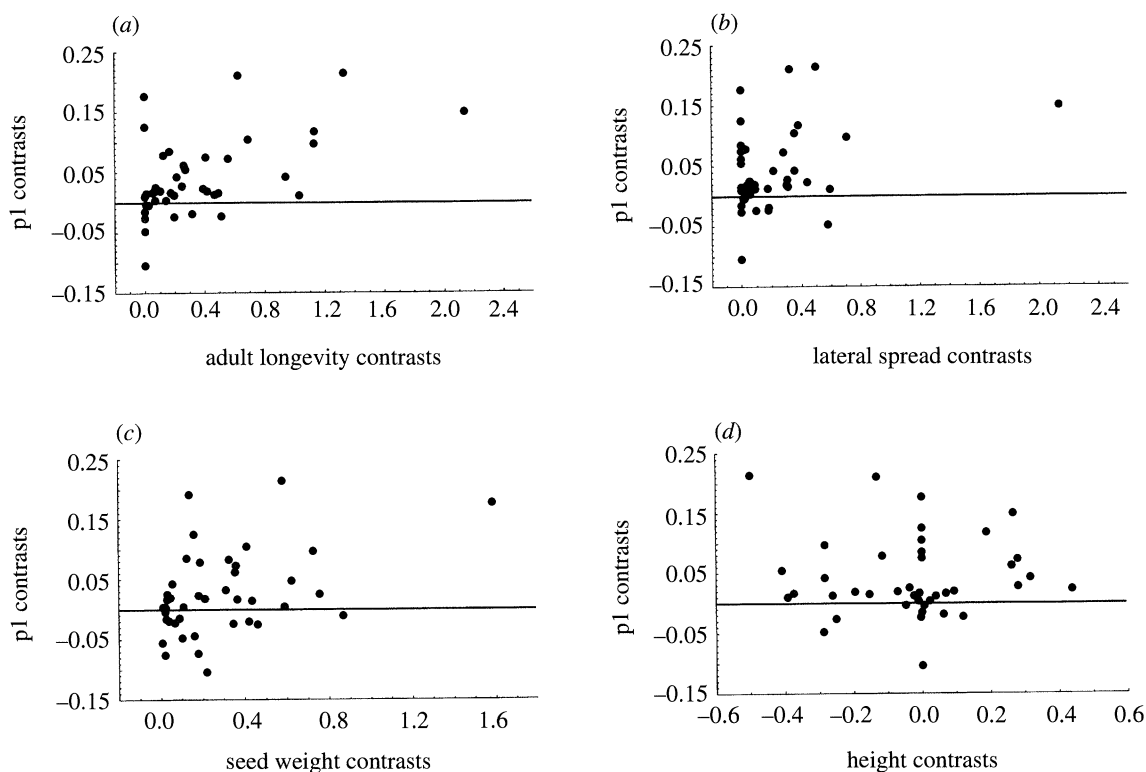 (a)
0.25
0.15
0.05
−0.05
−0.15
p1 contrasts
0.0 0.4 0.8 1.2 1.6 2.0 2.4
adult longevity contrasts
(b)
0.25
0.15
0.05
−0.05
−0.15
p1 contrasts
0.0 0.4 0.8 1.2 1.6 2.0 2.4
lateral spread contrasts
(c)
0.25
0.15
0.05
−0.05
−0.15
p1 contrasts
0.0 0.4 0.8 1.2 1.6
seed weight contrasts
(d)
0.25
0.15
0.05
−0.05
−0.15
p1 contrasts
−0.6 −0.4 −0.2 0.0 0.2 0.4 0.6
height contrasts